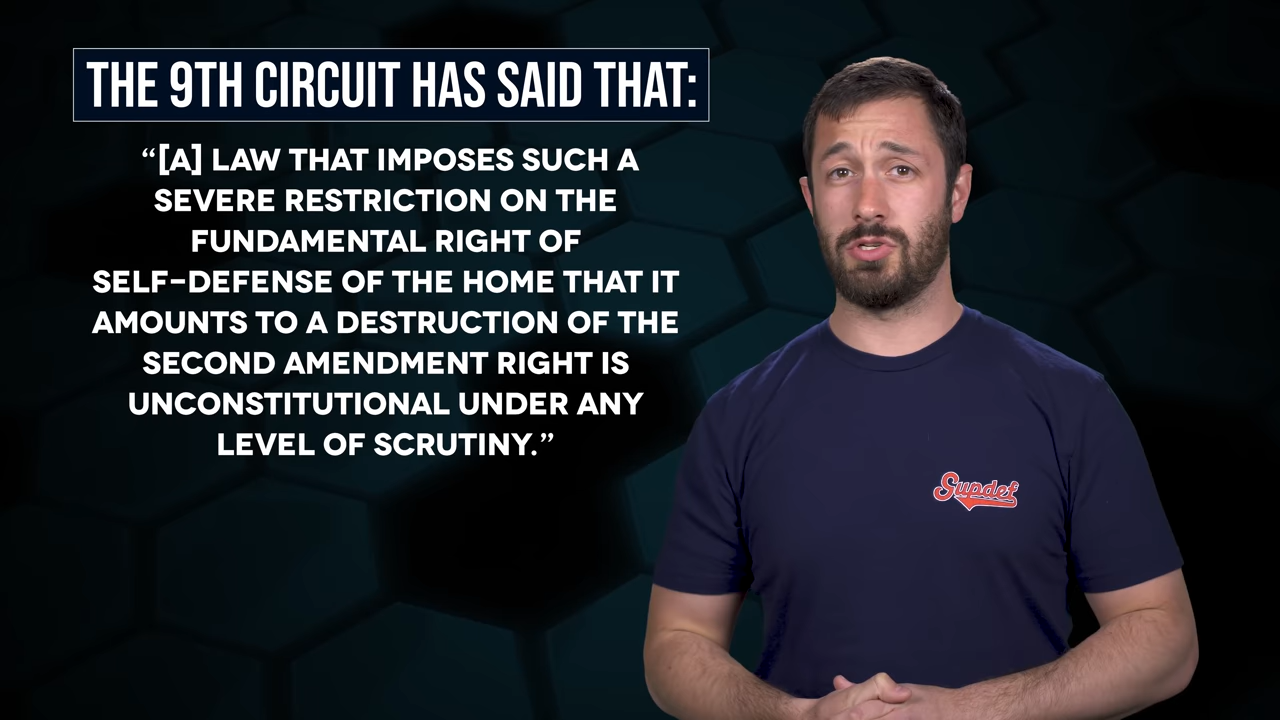 THE 9TH CIRCUIT HAS SAID THAT:
“[A] LAW THAT IMPOSES SUCH A
SEVERE RESTRICTION ON THE
FUNDAMENTAL RIGHT OF
SELF-DEFENSE OF THE HOME THAT IT
AMOUNTS TO A DESTRUCTION OF THE
SECOND AMENDMENT RIGHT IS
UNCONSTITUTIONAL UNDER ANY
LEVEL OF SCRUTINY.”
Supdef